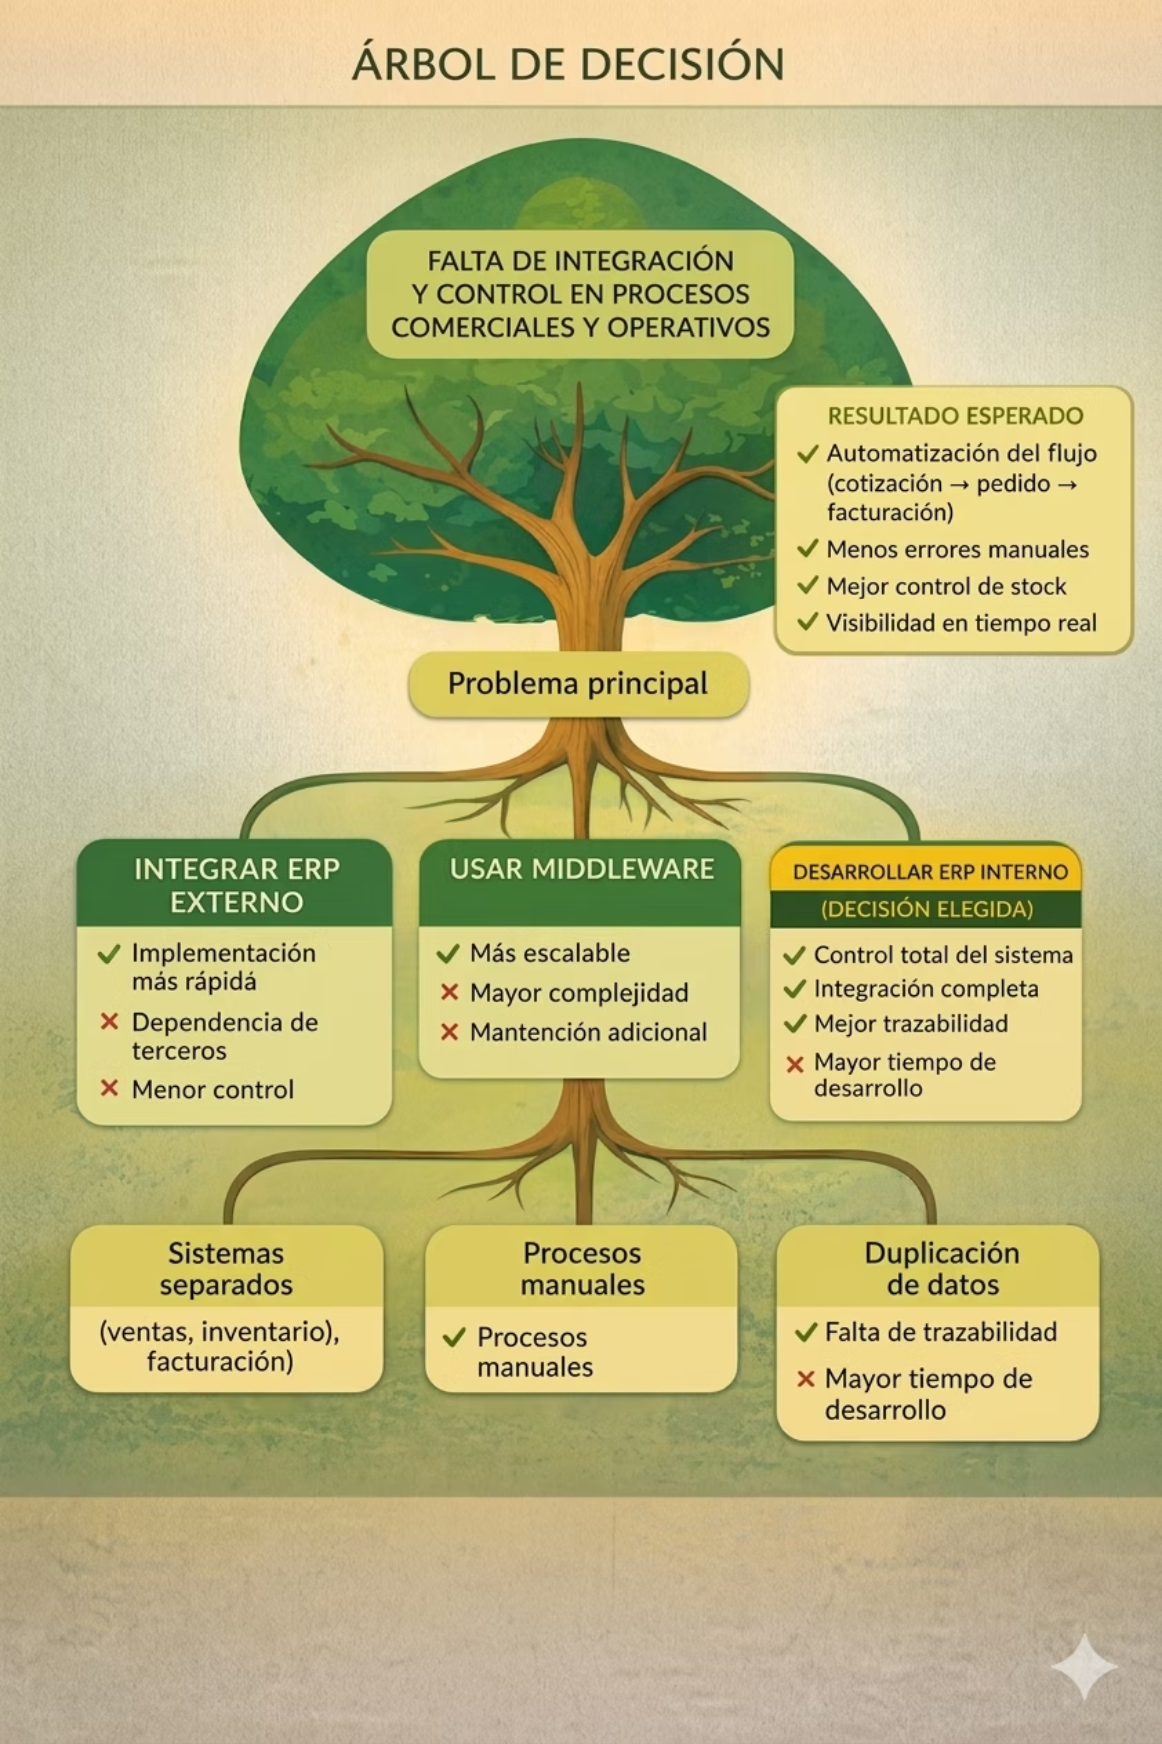 ÁRBOL DE DECISIÓN
FALTA DE INTEGRACIÓN
Y CONTROL EN PROCESOS
COMERCIALES Y OPERATIVOS
RESULTADO ESPERADO
✓ Automatización del flujo
(cotización → pedido →
facturación)
✓ Menos errores manuales
✓ Mejor control de stock
✓ Visibilidad en tiempo real
Problema principal
INTEGRAR ERP
EXTERNO
✓ Implementación
más rápidá
✗ Dependencia de
terceros
✗ Menor control
USAR MIDDLEWARE
✓ Más escalable
✗ Mayor complejidad
✗ Mantención adicional
DESARROLLAR ERP INTERNO
(DECISIÓN ELEGIDA)
✓ Control total del sistema
✓ Integración completa
✓ Mejor trazabilidad
✗ Mayor tiempo de
desarrollo
Sistemas
separados
(ventas, inventario),
facturación)
Procesos
manuales
✓ Procesos
manuales
Duplicación
de datos
✓ Falta de trazabilidad
✗ Mayor tiempo de
desarrollo